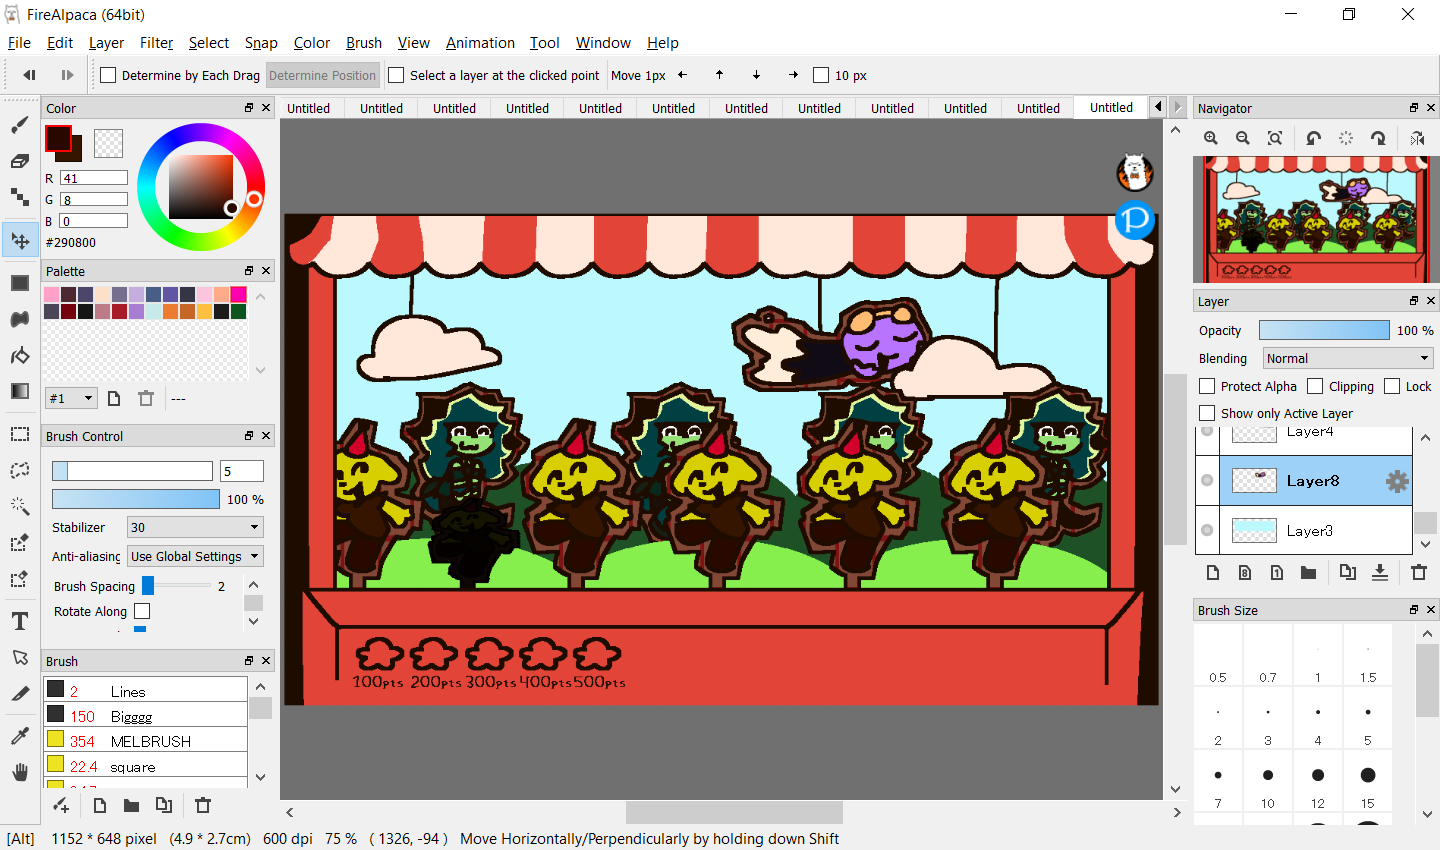 FireAlpaca (64bit)
File Edit Layer Filter Select Snap Color Brush View Animation Tool Window Help
Determine by Each Drag Determine Position Select a layer at the clicked point Move 1px 10 px
Color
Untitled Untitled Untitled Untitled Untitled Untitled Untitled Untitled Untitled Untitled Untitled Untitled
Navigator
R 41
G 8
B 0
#290800
Palette
#1 ---
Brush Control
5
100 %
Stabilizer 30
Anti-aliasing Use Global Settings
Brush Spacing 2
Rotate Along
Brush
2 Lines
150 Bigggg
354 MELBRUSH
22.4 square
100pts 200pts 300pts 400pts 500pts
Layer
Opacity 100 %
Blending Normal
Protect Alpha Clipping Lock
Show only Active Layer
Layer4
Layer8
Layer3
Brush Size
0.5 0.7 1 1.5
2 3 4 5
7 10 12 15
[Alt] 1152 * 648 pixel (4.9 * 2.7cm) 600 dpi 75 % ( 1326, -94 ) Move Horizontally/Perpendicularly by holding down Shift